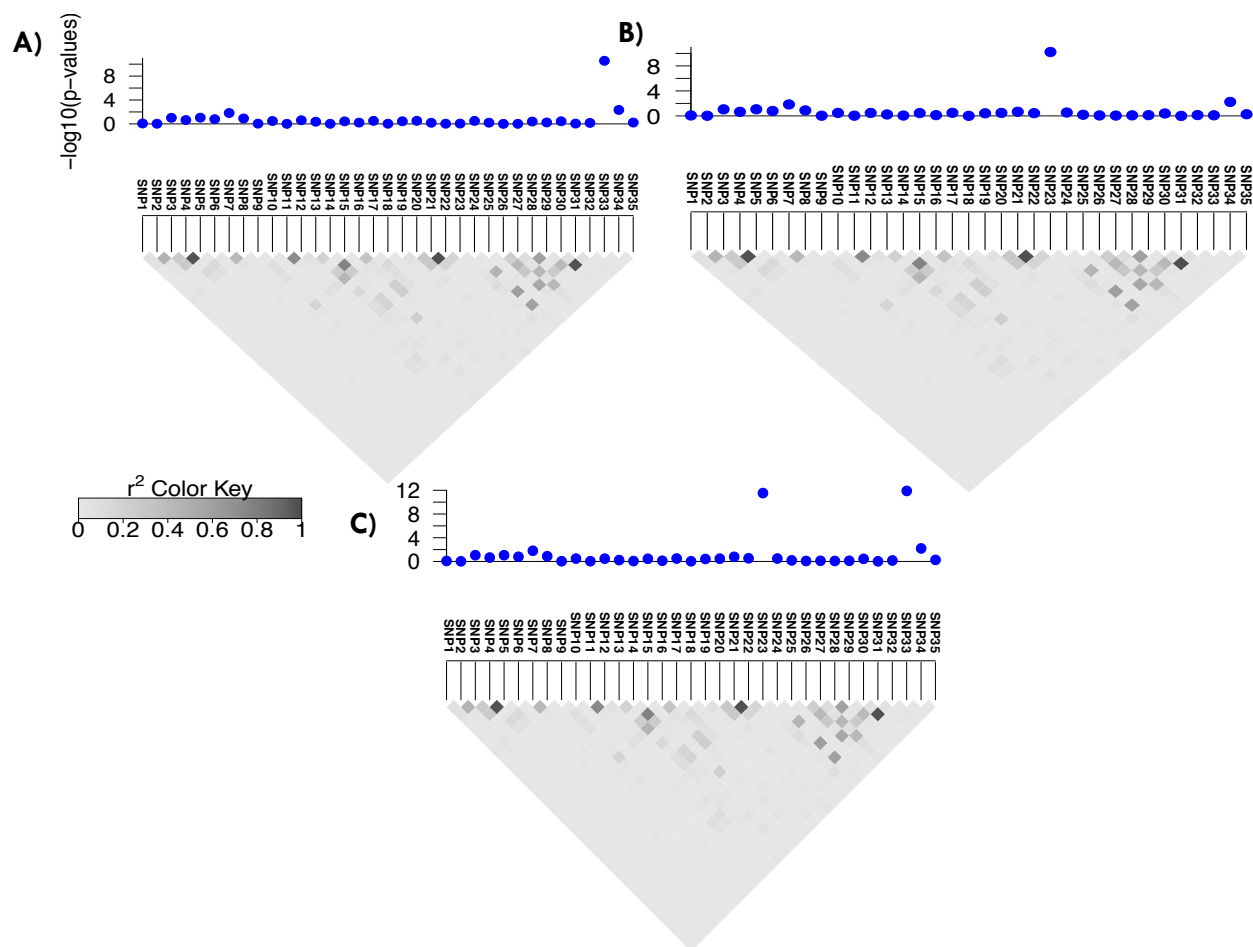 A)
−log10(p−values)
8
4
0
SNP1 SNP2 SNP3 SNP4 SNP5 SNP6 SNP7 SNP8 SNP9 SNP10 SNP11 SNP12 SNP13 SNP14 SNP15 SNP16 SNP17 SNP18 SNP19 SNP20 SNP21 SNP22 SNP23 SNP24 SNP25 SNP26 SNP27 SNP28 SNP29 SNP30 SNP31 SNP32 SNP33 SNP34 SNP35
B)
8
4
0
SNP1 SNP2 SNP3 SNP4 SNP5 SNP6 SNP7 SNP8 SNP9 SNP10 SNP11 SNP12 SNP13 SNP14 SNP15 SNP16 SNP17 SNP18 SNP19 SNP20 SNP21 SNP22 SNP23 SNP24 SNP25 SNP26 SNP27 SNP28 SNP29 SNP30 SNP31 SNP32 SNP33 SNP34 SNP35
r² Color Key
0 0.2 0.4 0.6 0.8 1
C)
12
8
4
0
SNP1 SNP2 SNP3 SNP4 SNP5 SNP6 SNP7 SNP8 SNP9 SNP10 SNP11 SNP12 SNP13 SNP14 SNP15 SNP16 SNP17 SNP18 SNP19 SNP20 SNP21 SNP22 SNP23 SNP24 SNP25 SNP26 SNP27 SNP28 SNP29 SNP30 SNP31 SNP32 SNP33 SNP34 SNP35